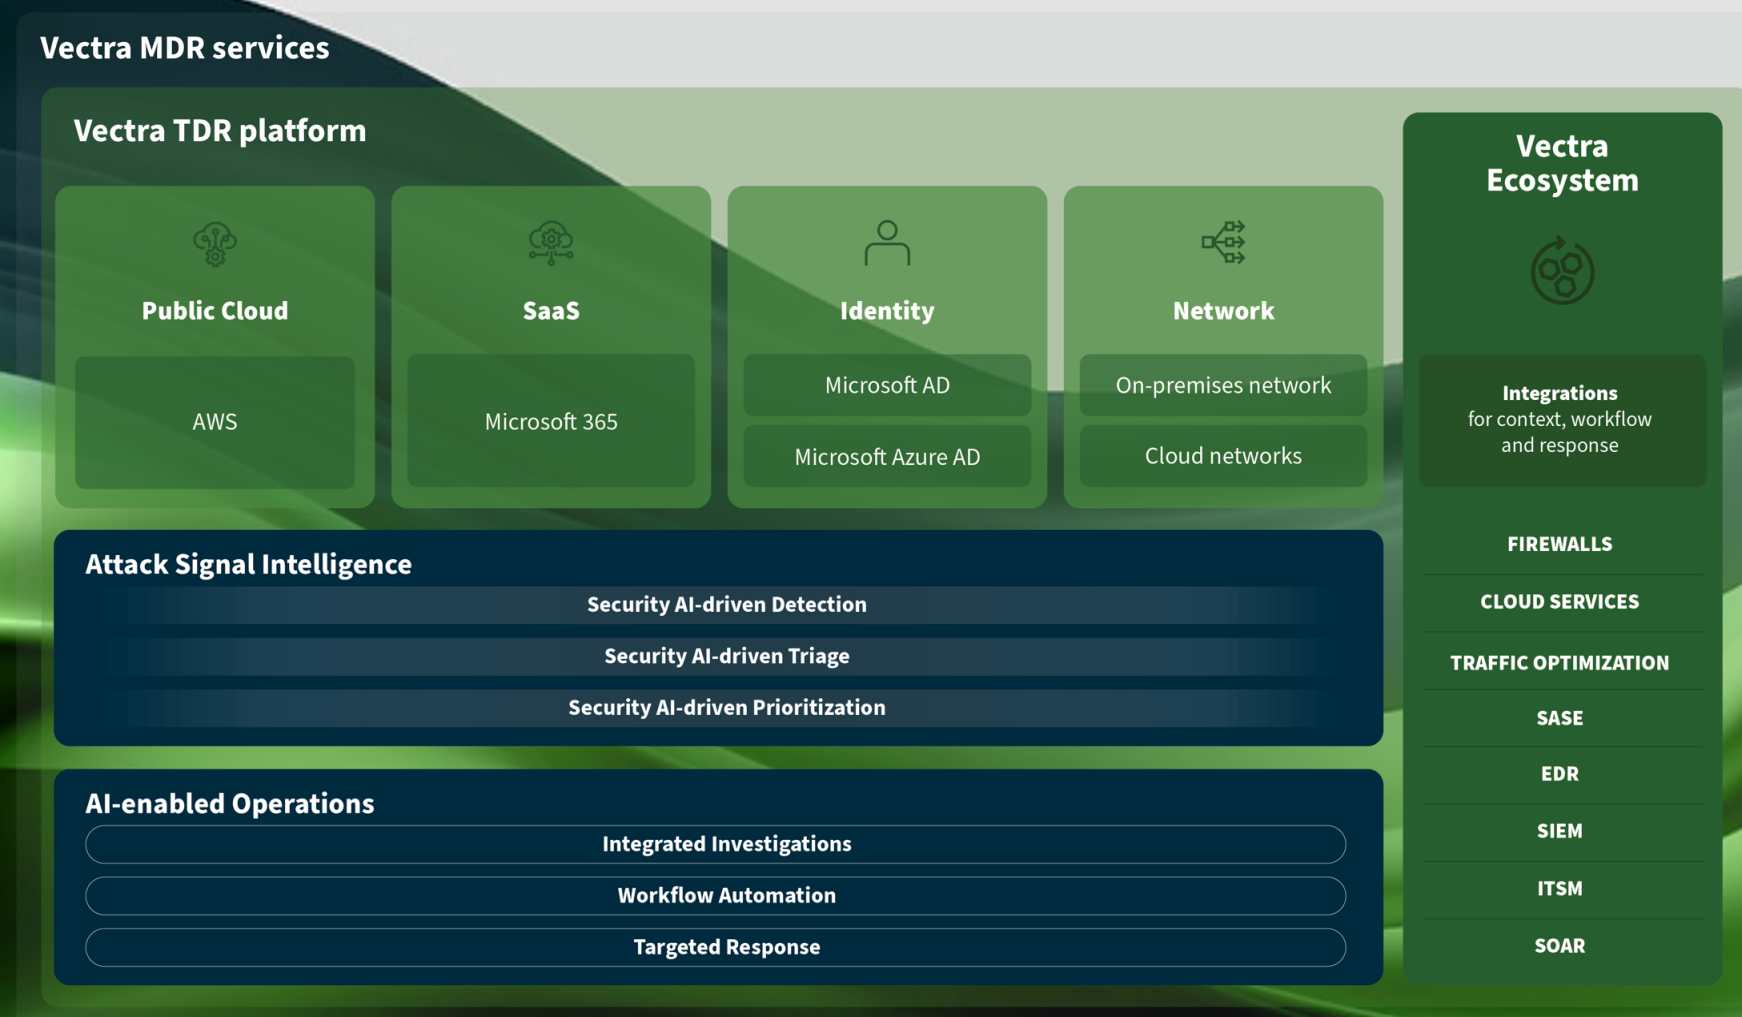 Vectra MDR services
Vectra TDR platform
Public Cloud
AWS
SaaS
Microsoft 365
Identity
Microsoft AD
Microsoft Azure AD
Network
On-premises network
Cloud networks
Attack Signal Intelligence
Security AI-driven Detection
Security AI-driven Triage
Security AI-driven Prioritization
AI-enabled Operations
Integrated Investigations
Workflow Automation
Targeted Response
Vectra
Ecosystem
Integrations
for context, workflow
and response
FIREWALLS
CLOUD SERVICES
TRAFFIC OPTIMIZATION
SASE
EDR
SIEM
ITSM
SOAR